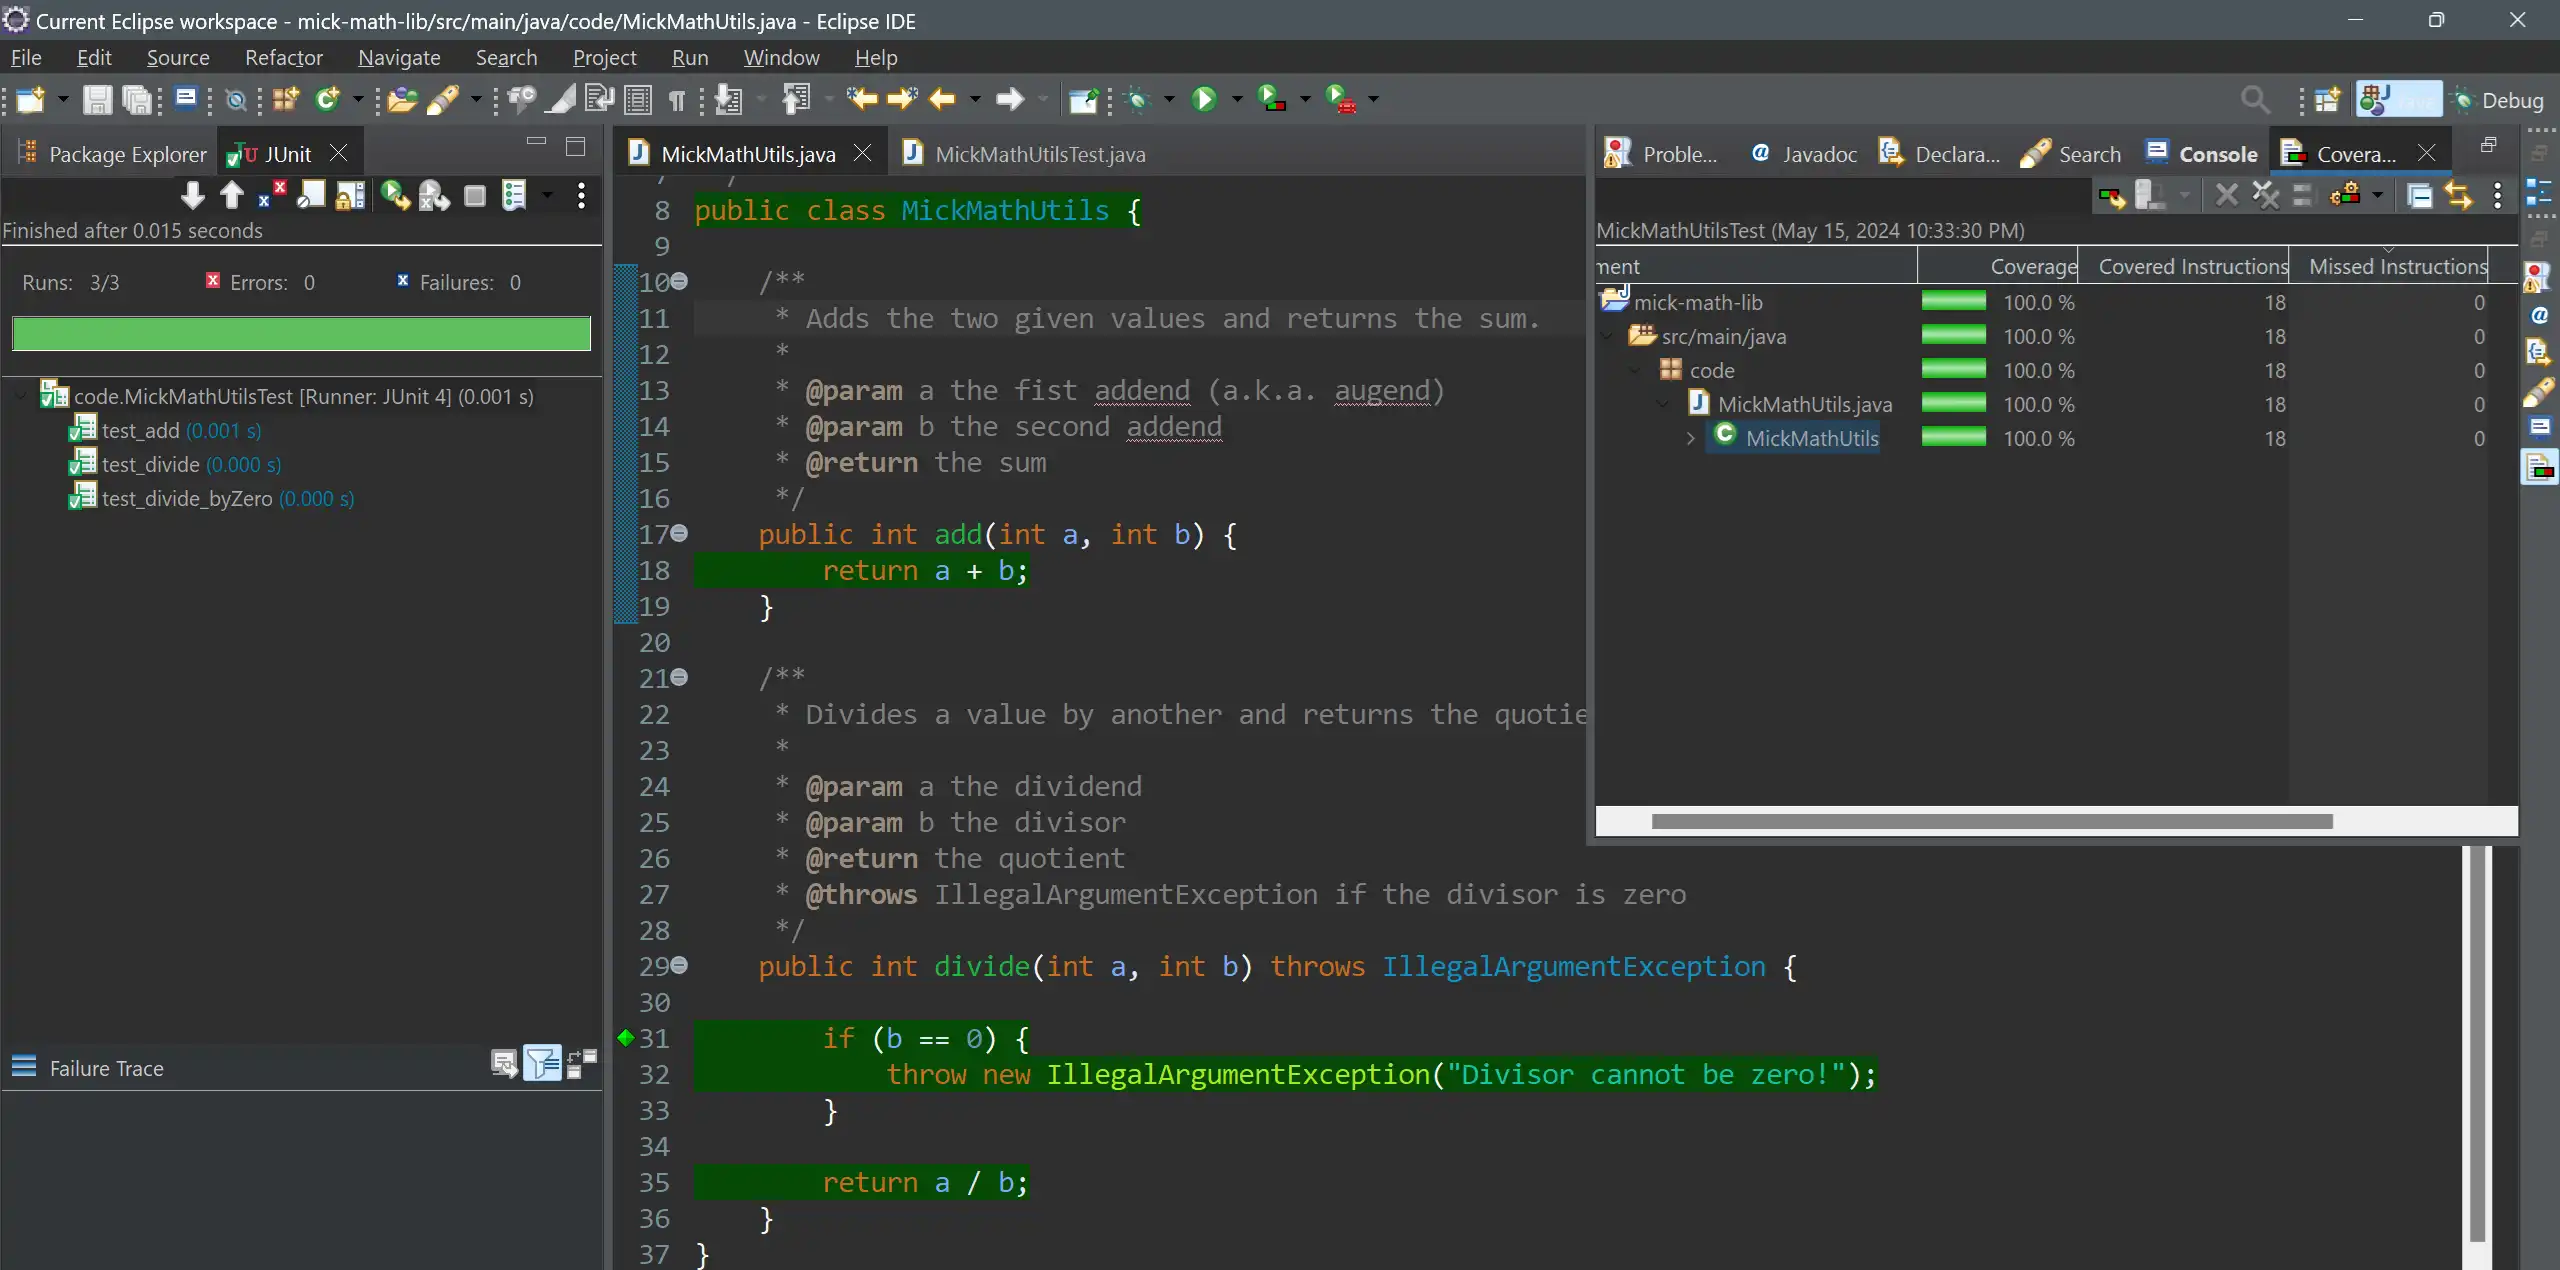 Current Eclipse workspace - mick-math-lib/src/main/java/code/MickMathUtils.java - Eclipse IDE
File Edit Source Refactor Navigate Search Project Run Window Help
Debug
Package Explorer JUnit
Finished after 0.015 seconds
Runs: 3/3 Errors: 0 Failures: 0
code.MickMathUtilsTest [Runner: JUnit 4] (0.001 s)
test_add (0.001 s)
test_divide (0.000 s)
test_divide_byZero (0.000 s)
Failure Trace
MickMathUtils.java MickMathUtilsTest.java
8 public class MickMathUtils {
9
10 /**
11 * Adds the two given values and returns the sum.
12 *
13 * @param a the fist addend (a.k.a. augend)
14 * @param b the second addend
15 * @return the sum
16 */
17 public int add(int a, int b) {
18 return a + b;
19 }
20
21 /**
22 * Divides a value by another and returns the quotie
23 *
24 * @param a the dividend
25 * @param b the divisor
26 * @return the quotient
27 * @throws IllegalArgumentException if the divisor is zero
28 */
29 public int divide(int a, int b) throws IllegalArgumentException {
30
31 if (b == 0) {
32 throw new IllegalArgumentException("Divisor cannot be zero!");
33 }
34
35 return a / b;
36 }
37 }
Proble... @ Javadoc Declara... Search Console Covera...
MickMathUtilsTest (May 15, 2024 10:33:30 PM)
ment Coverage Covered Instructions Missed Instructions
mick-math-lib 100.0 % 18 0
src/main/java 100.0 % 18 0
code 100.0 % 18 0
MickMathUtils.java 100.0 % 18 0
MickMathUtils 100.0 % 18 0